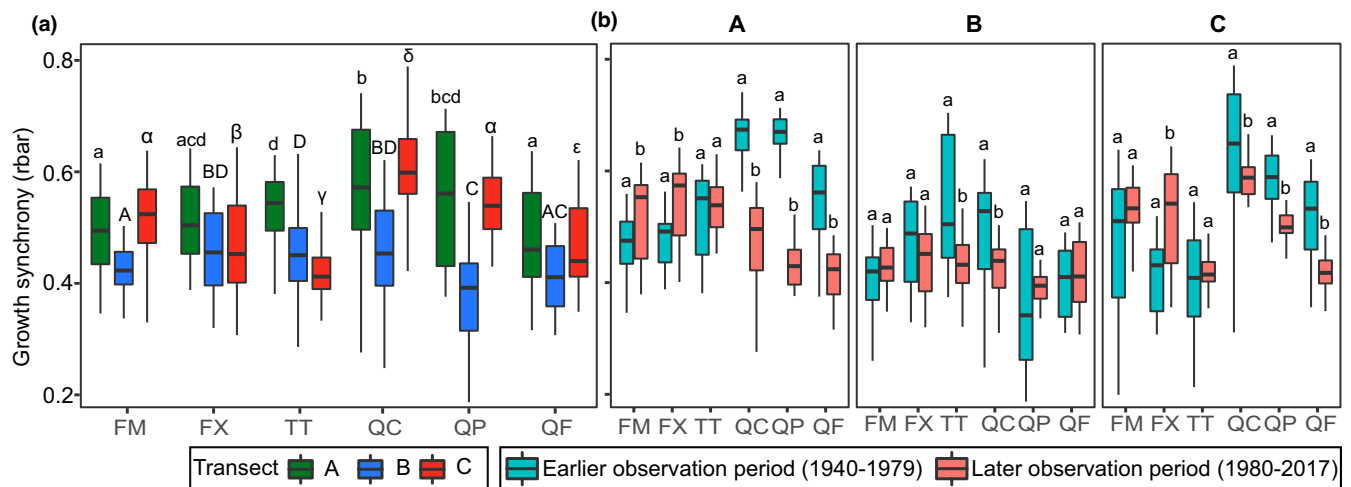 (a)
(b)
A
B
C
Growth synchrony (rbar)
0.8
0.6
0.4
0.2
a A α
acd BD β
d D γ
b BD δ
bcd C α
a AC ε
a b
a b
a a
a b
a b
a b
a a
a a
a b
a b
a a
a a
a a
a b
a a
a b
a b
a b
FM FX TT QC QP QF
FM FX TT QC QP QF
FM FX TT QC QP QF
FM FX TT QC QP QF
Transect A B C
Earlier observation period (1940-1979) Later observation period (1980-2017)